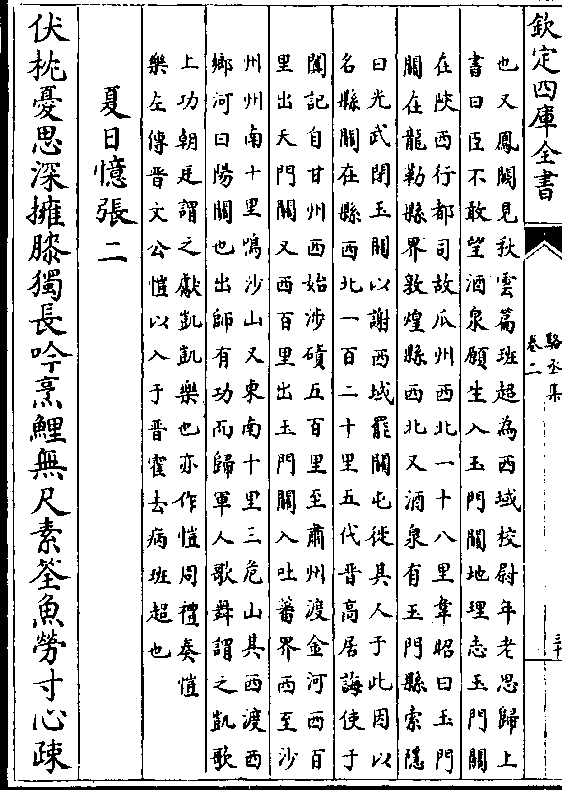 欽定四庫全書
駱丞集
卷二
三十
也又鳳闕見秋雲篇班超為西域校尉年老思歸上
書曰臣不敢望酒泉願生入玉門關地理志玉門關
在陝西行都司故瓜州西北一十八里韋昭曰玉門
關在龍勒縣界敦煌縣西北又酒泉有玉門縣索隱
曰光武閉玉關以謝西域罷關屯徙其人于此因以
名縣關在縣西北一百二十里五代晉高居誨使于
闐記自甘州西始涉磧五百里至肅州渡金河西百
里出天門關又西百里出玉門關入吐蕃界西至沙
州州南十里鳴沙山又東南十里三危山其西渡西
鄉河曰陽關也出師有功而歸軍人歌舞謂之凱歌
上功朝廷謂之獻凱凱樂也亦作愷周禮奏愷
樂左傳晉文公愷以入于晉霍去病班超也
夏日憶張二
伏枕憂思深擁膝獨長吟烹鯉無尺素筌魚勞寸心疎